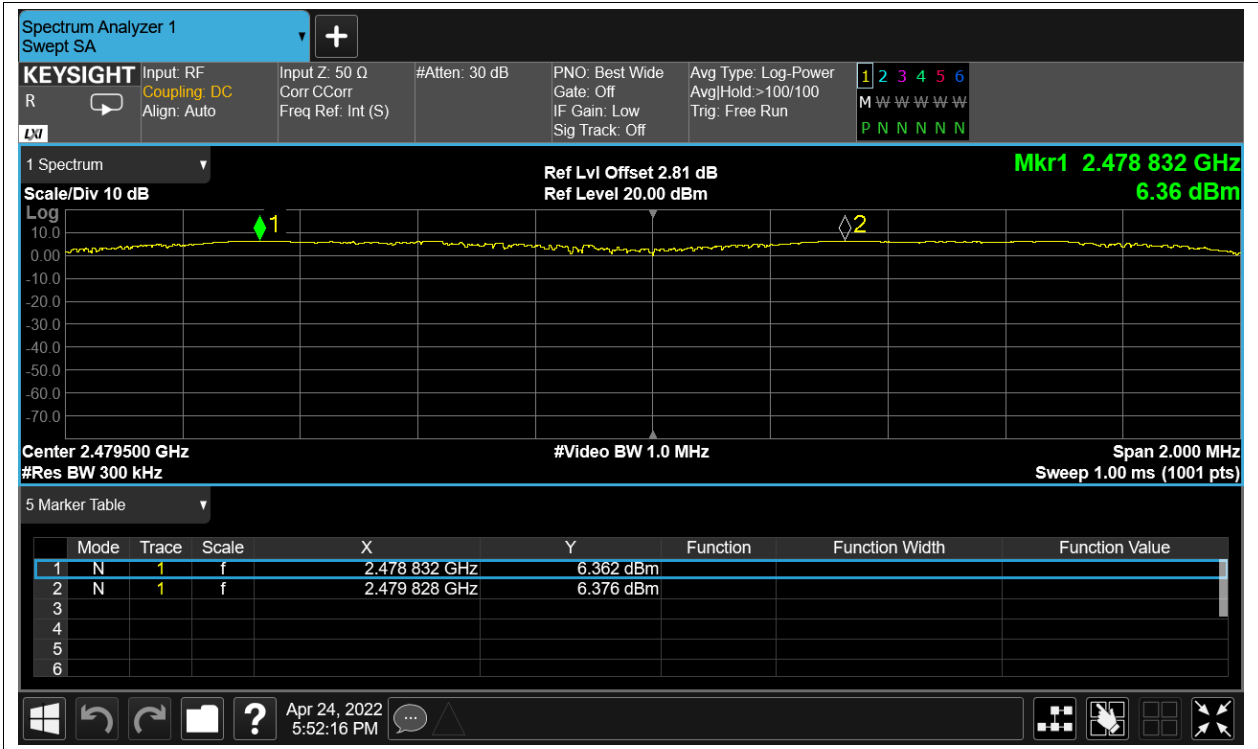 Spectrum Analyzer 1
Swept SA
KEYSIGHT
R
LXI
Input: RF
Coupling: DC
Align: Auto
Input Z: 50 Ω
Corr CCorr
Freq Ref: Int (S)
#Atten: 30 dB
PNO: Best Wide
Gate: Off
IF Gain: Low
Sig Track: Off
Avg Type: Log-Power
Avg|Hold:>100/100
Trig: Free Run
1 2 3 4 5 6
M W W W W W
P N N N N N
1 Spectrum
Scale/Div 10 dB
Ref Lvl Offset 2.81 dB
Ref Level 20.00 dBm
Mkr1 2.478 832 GHz
6.36 dBm
Log
10.0
0.00
-10.0
-20.0
-30.0
-40.0
-50.0
-60.0
-70.0
1
2
Center 2.479500 GHz
#Res BW 300 kHz
#Video BW 1.0 MHz
Span 2.000 MHz
Sweep 1.00 ms (1001 pts)
5 Marker Table
Mode Trace Scale X Y Function Function Width Function Value
1 N 1 f 2.478 832 GHz 6.362 dBm
2 N 1 f 2.479 828 GHz 6.376 dBm
3
4
5
6
?
Apr 24, 2022
5:52:16 PM